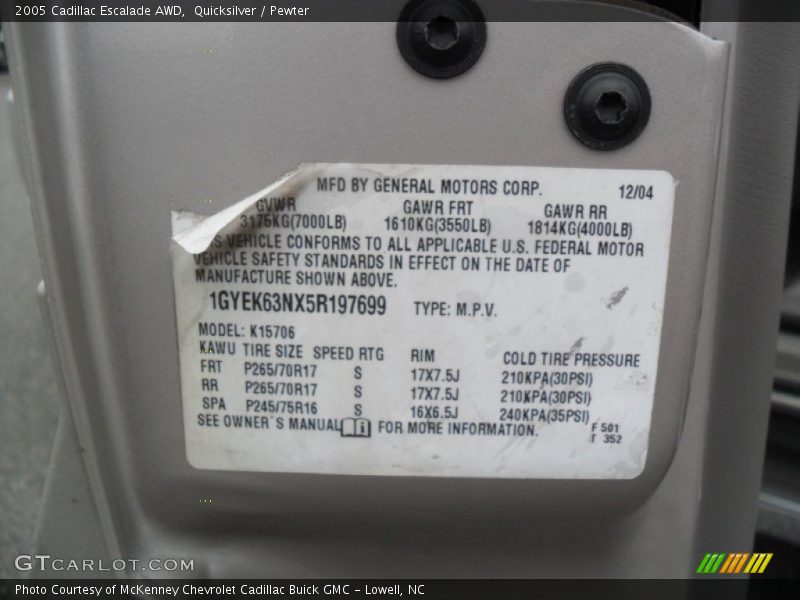 2005 Cadillac Escalade AWD, Quicksilver / Pewter
MFD BY GENERAL MOTORS CORP. 12/04
GVWR GAWR FRT GAWR RR
3175KG(7000LB) 1610KG(3550LB) 1814KG(4000LB)
VEHICLE CONFORMS TO ALL APPLICABLE U.S. FEDERAL MOTOR
VEHICLE SAFETY STANDARDS IN EFFECT ON THE DATE OF
MANUFACTURE SHOWN ABOVE.
1GYEK63NX5R197699 TYPE: M.P.V.
MODEL: K15706
KAWU TIRE SIZE SPEED RTG RIM COLD TIRE PRESSURE
FRT P265/70R17 S 17X7.5J 210KPA(30PSI)
RR P265/70R17 S 17X7.5J 210KPA(30PSI)
SPA P245/75R16 S 16X6.5J 240KPA(35PSI)
SEE OWNER'S MANUAL FOR MORE INFORMATION.
F 501
T 352
GTCARLOT.COM
Photo Courtesy of McKenney Chevrolet Cadillac Buick GMC - Lowell, NC